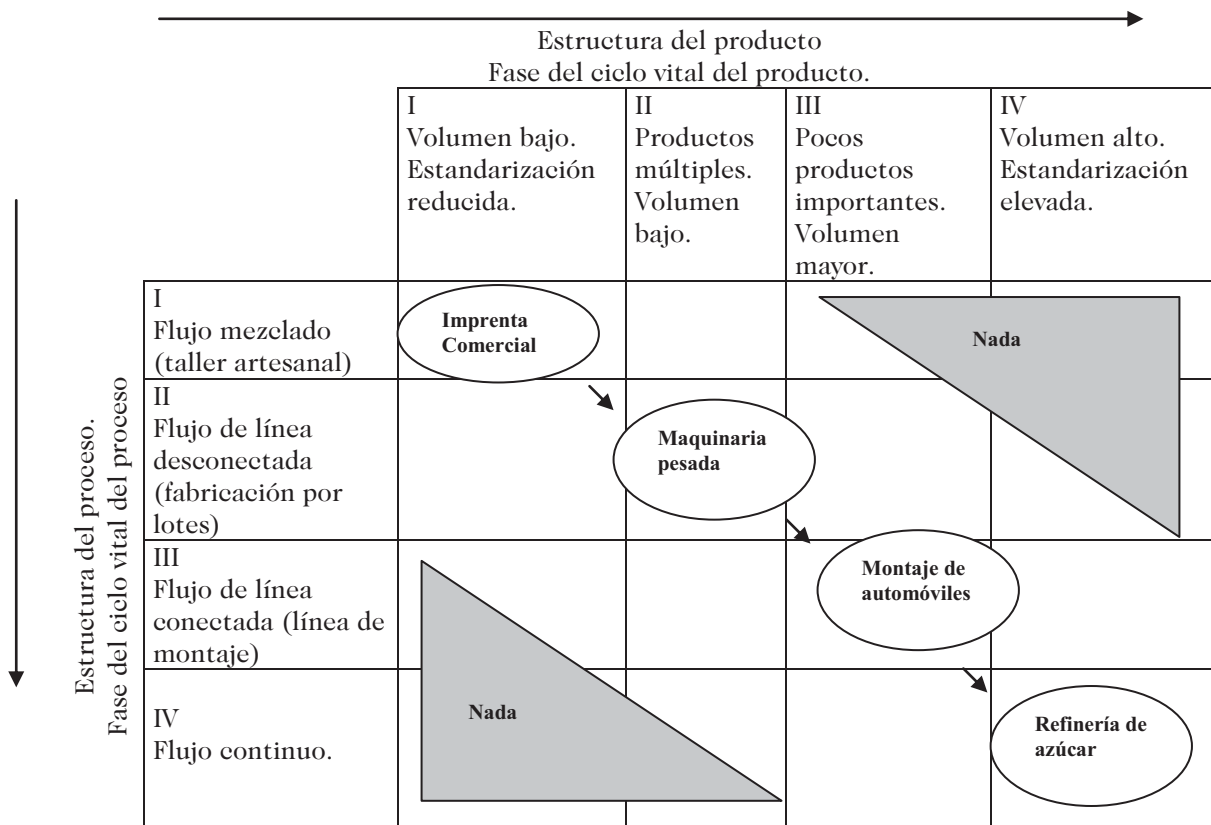 Estructura del producto
Fase del ciclo vital del producto.
I
Volumen bajo.
Estandarización
reducida.
II
Productos
múltiples.
Volumen
bajo.
III
Pocos
productos
importantes.
Volumen
mayor.
IV
Volumen alto.
Estandarización
elevada.
Estructura del proceso.
Fase del ciclo vital del proceso
I
Flujo mezclado
(taller artesanal)
Imprenta
Comercial
Nada
II
Flujo de línea
desconectada
(fabricación por
lotes)
Maquinaria
pesada
III
Flujo de línea
conectada (línea de
montaje)
Montaje de
automóviles
IV
Flujo continuo.
Nada
Refinería de
azúcar